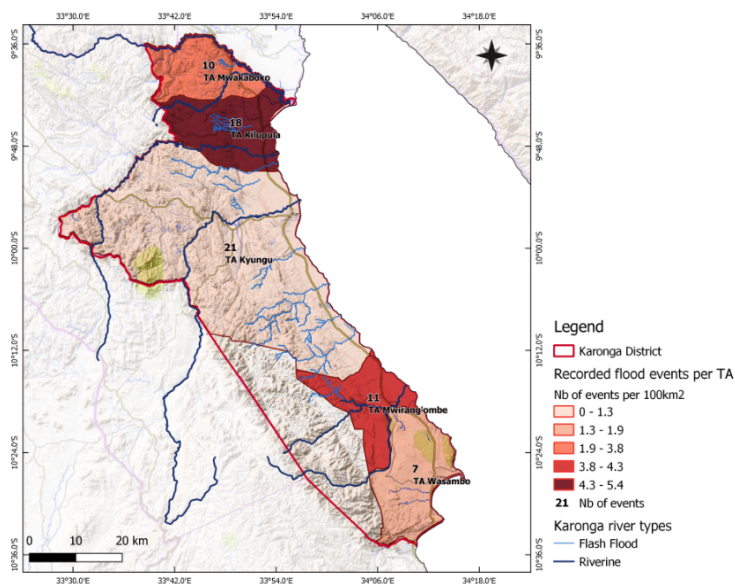 33°30.0'E 33°42.0'E 33°54.0'E 34°06.0'E 34°18.0'E
9°36.0'S 9°36.0'S
10
TA Mwakaboko
18
TA Kilupula
9°48.0'S 9°48.0'S
21
TA Kyungu
10°00.0'S 10°00.0'S
10°12.0'S 10°12.0'S
11
TA Mwirang'ombe
10°24.0'S 10°24.0'S
7
TA Wasambo
0 10 20 km
10°36.0'S 10°36.0'S
33°30.0'E 33°42.0'E 33°54.0'E 34°06.0'E 34°18.0'E
Legend
Karonga District
Recorded flood events per TA
Nb of events per 100km2
0 - 1.3
1.3 - 1.9
1.9 - 3.8
3.8 - 4.3
4.3 - 5.4
21 Nb of events
Karonga river types
Flash Flood
Riverine